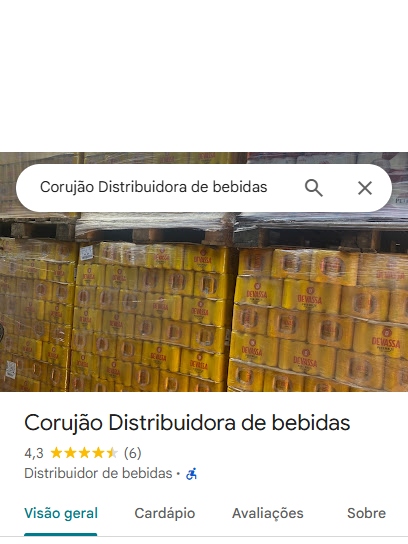 Corujão Distribuidora de bebidas
DEVASSA
DEVASSA
DEVASSA
DEVASSA
Corujão Distribuidora de bebidas
4,3 (6)
Distribuidor de bebidas ·
Visão geral Cardápio Avaliações Sobre